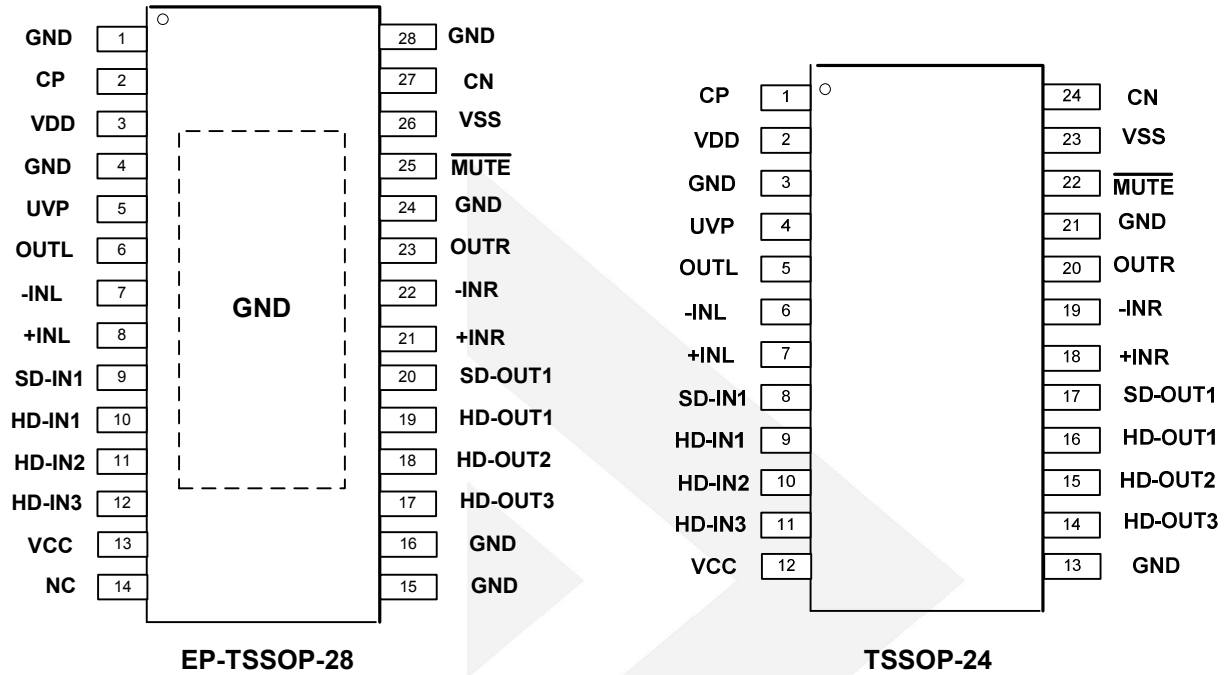 GND 1 28 GND
CP 2 27 CN
VDD 3 26 VSS
GND 4 25 MUTE
UVP 5 24 GND
OUTL 6 23 OUTR
-INL 7 22 -INR
+INL 8 21 +INR
SD-IN1 9 20 SD-OUT1
HD-IN1 10 19 HD-OUT1
HD-IN2 11 18 HD-OUT2
HD-IN3 12 17 HD-OUT3
VCC 13 16 GND
NC 14 15 GND
GND
EP-TSSOP-28
CP 1 24 CN
VDD 2 23 VSS
GND 3 22 MUTE
UVP 4 21 GND
OUTL 5 20 OUTR
-INL 6 19 -INR
+INL 7 18 +INR
SD-IN1 8 17 SD-OUT1
HD-IN1 9 16 HD-OUT1
HD-IN2 10 15 HD-OUT2
HD-IN3 11 14 HD-OUT3
VCC 12 13 GND
TSSOP-24